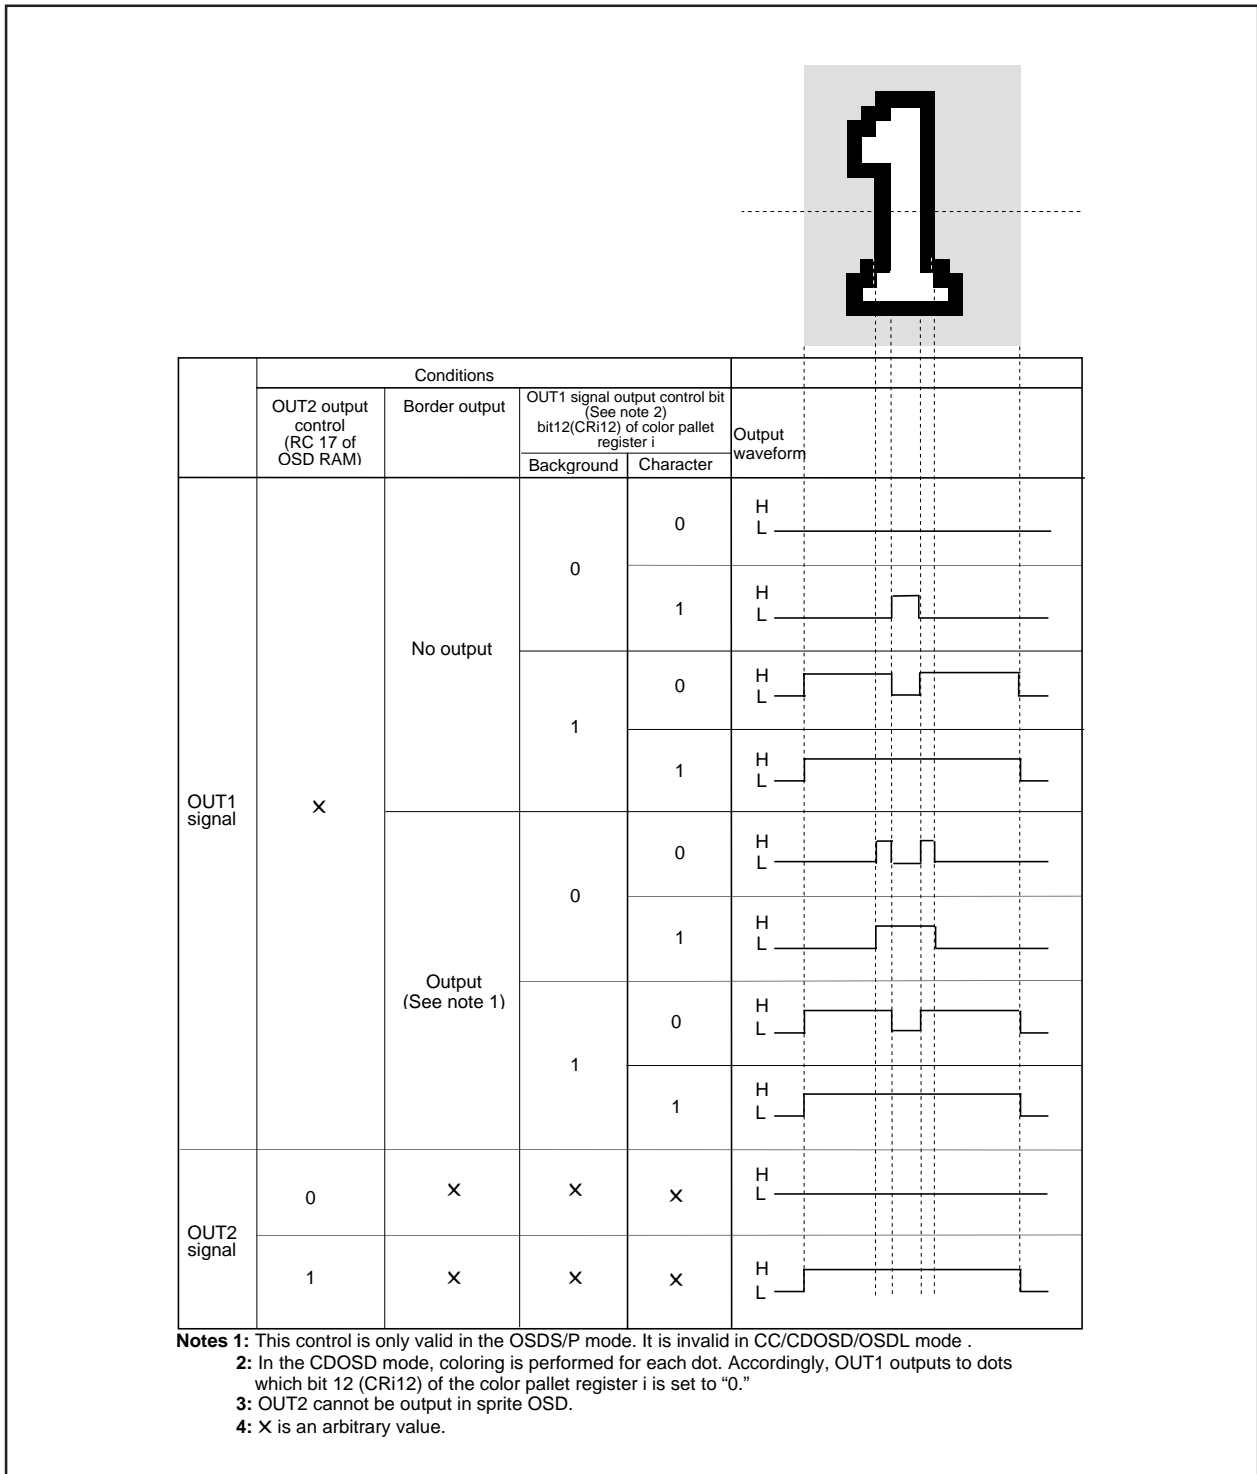 Conditions
OUT2 output
control
(RC 17 of
OSD RAM)
Border output
OUT1 signal output control bit
(See note 2)
bit12(CRi12) of color pallet
register i
Background
Character
Output
waveform
OUT1
signal
X
No output
0
0
H
L
1
H
L
1
0
H
L
1
H
L
Output
(See note 1)
0
0
H
L
1
H
L
1
0
H
L
1
H
L
OUT2
signal
0
X
X
X
H
L
1
X
X
X
H
L
Notes 1: This control is only valid in the OSDS/P mode. It is invalid in CC/CDOSD/OSDL mode .
2: In the CDOSD mode, coloring is performed for each dot. Accordingly, OUT1 outputs to dots
which bit 12 (CRi12) of the color pallet register i is set to “0.”
3: OUT2 cannot be output in sprite OSD.
4: X is an arbitrary value.